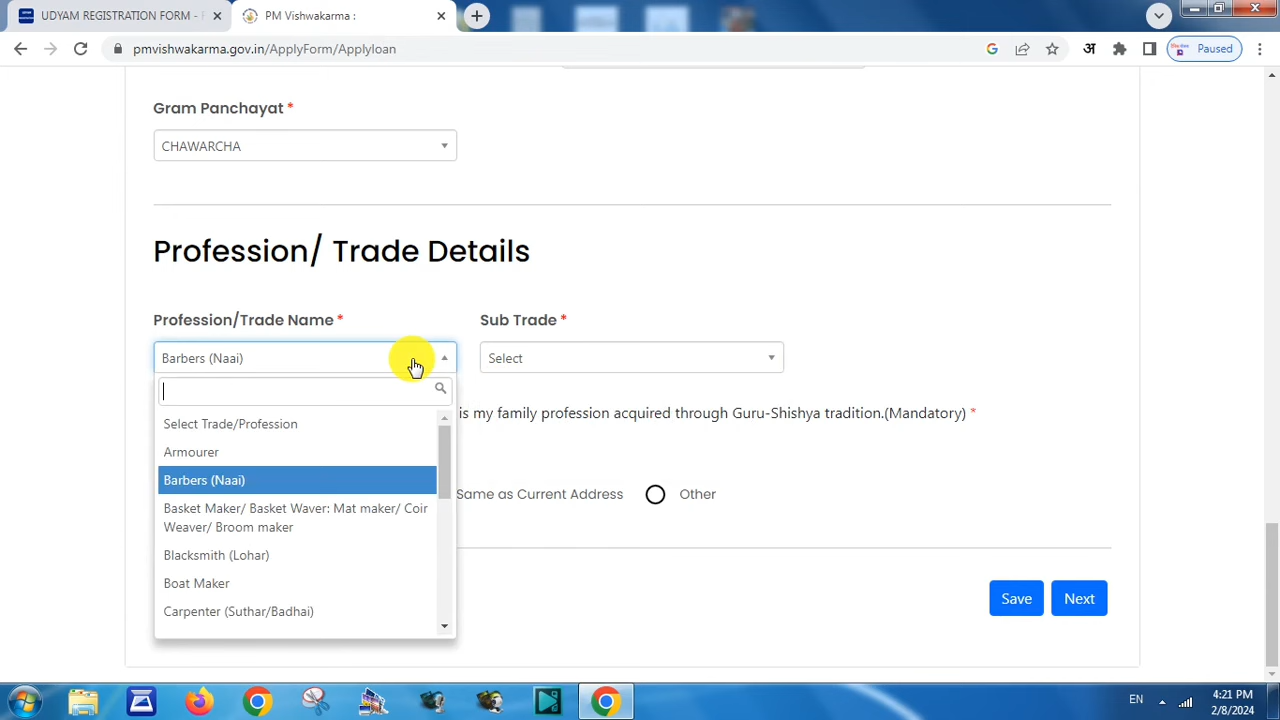 UDYAM REGISTRATION FORM - F
PM Vishwakarma :
pmvishwakarma.gov.in/ApplyForm/Applyloan
अ
Paused
Gram Panchayat *
CHAWARCHA
Profession/ Trade Details
Profession/Trade Name *
Sub Trade *
Barbers (Naai)
Select
is my family profession acquired through Guru-Shishya tradition.(Mandatory) *
Select Trade/Profession
Armourer
Barbers (Naai)
Basket Maker/ Basket Waver: Mat maker/ Coir
Weaver/ Broom maker
Blacksmith (Lohar)
Boat Maker
Carpenter (Suthar/Badhai)
Same as Current Address
Other
Save
Next
EN
4:21 PM
2/8/2024